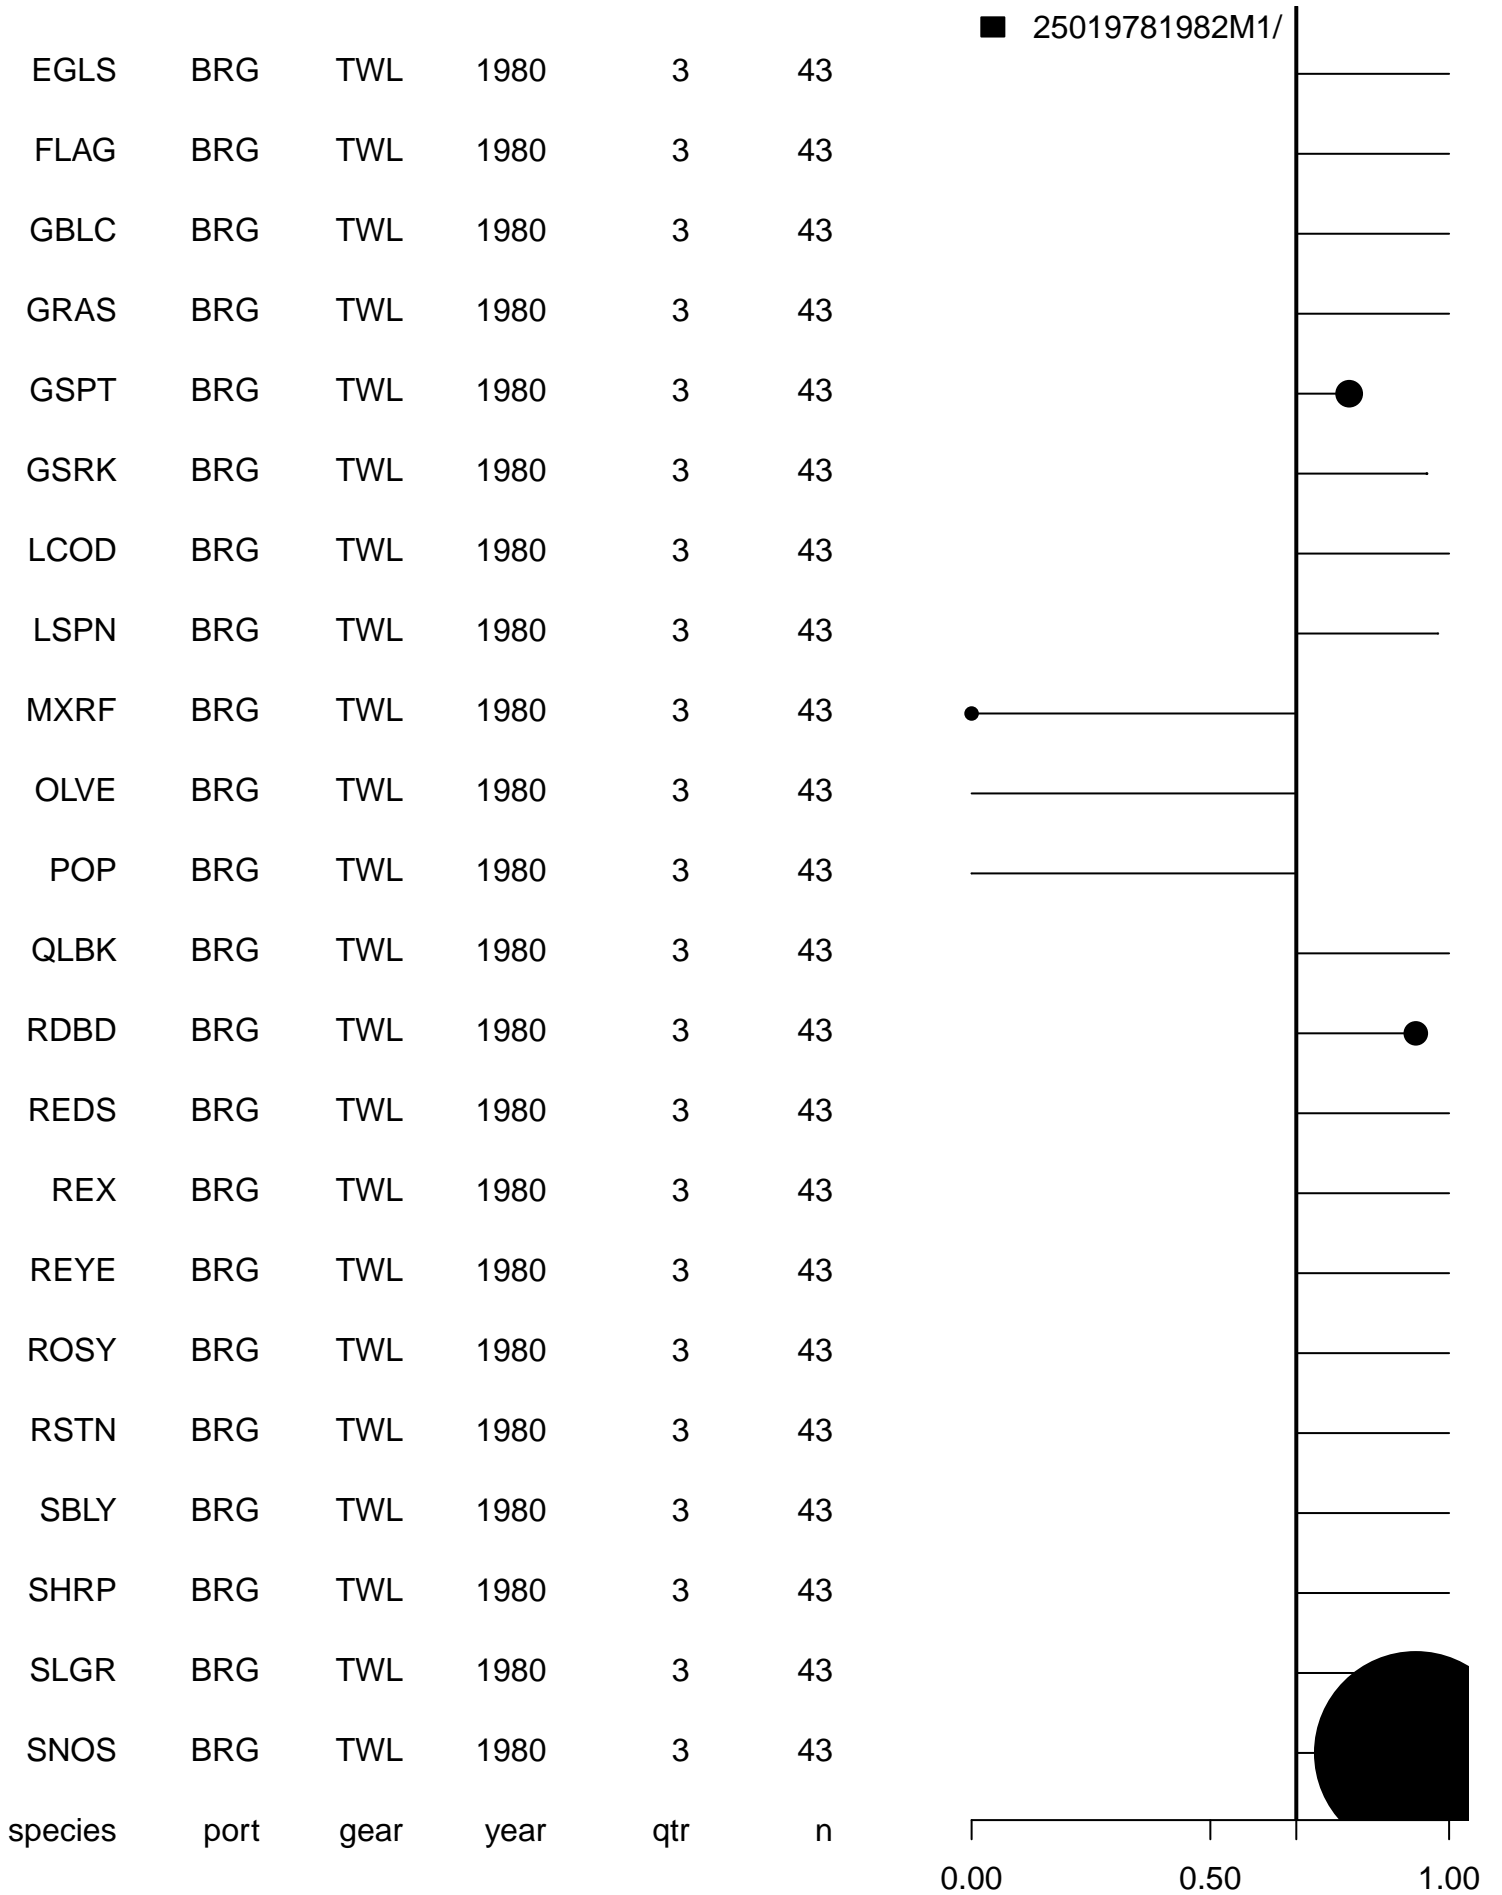 25019781982M1/
EGLS BRG TWL 1980 3 43
FLAG BRG TWL 1980 3 43
GBLC BRG TWL 1980 3 43
GRAS BRG TWL 1980 3 43
GSPT BRG TWL 1980 3 43
GSRK BRG TWL 1980 3 43
LCOD BRG TWL 1980 3 43
LSPN BRG TWL 1980 3 43
MXRF BRG TWL 1980 3 43
OLVE BRG TWL 1980 3 43
POP BRG TWL 1980 3 43
QLBK BRG TWL 1980 3 43
RDBD BRG TWL 1980 3 43
REDS BRG TWL 1980 3 43
REX BRG TWL 1980 3 43
REYE BRG TWL 1980 3 43
ROSY BRG TWL 1980 3 43
RSTN BRG TWL 1980 3 43
SBLY BRG TWL 1980 3 43
SHRP BRG TWL 1980 3 43
SLGR BRG TWL 1980 3 43
SNOS BRG TWL 1980 3 43
species port gear year qtr n
0.00 0.50 1.00